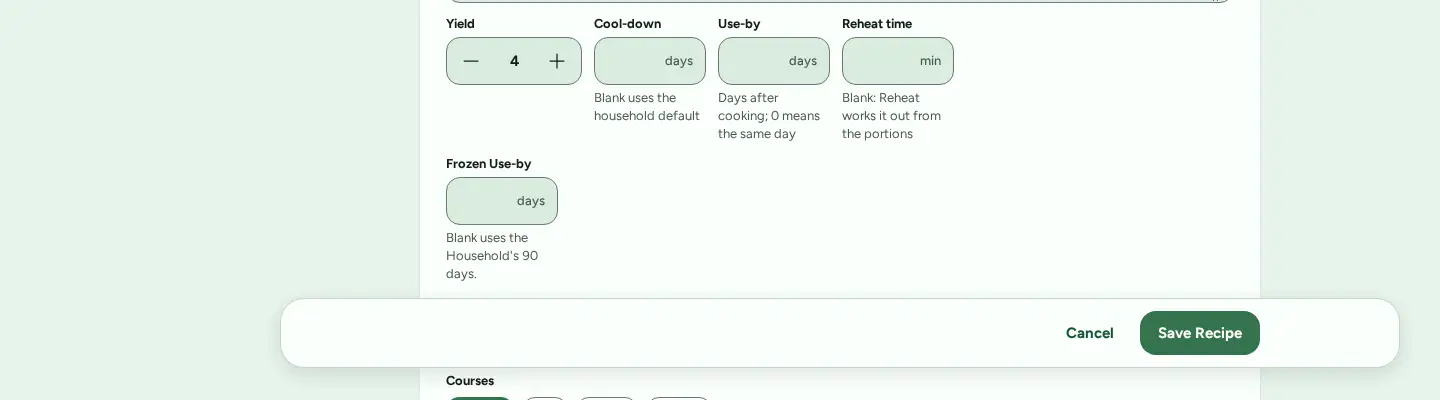 Yield
Cool-down
Use-by
Reheat time
4
days
days
min
Blank uses the
household default
Days after
cooking; 0 means
the same day
Blank: Reheat
works it out from
the portions
Frozen Use-by
days
Blank uses the
Household's 90
days.
Cancel
Save Recipe
Courses